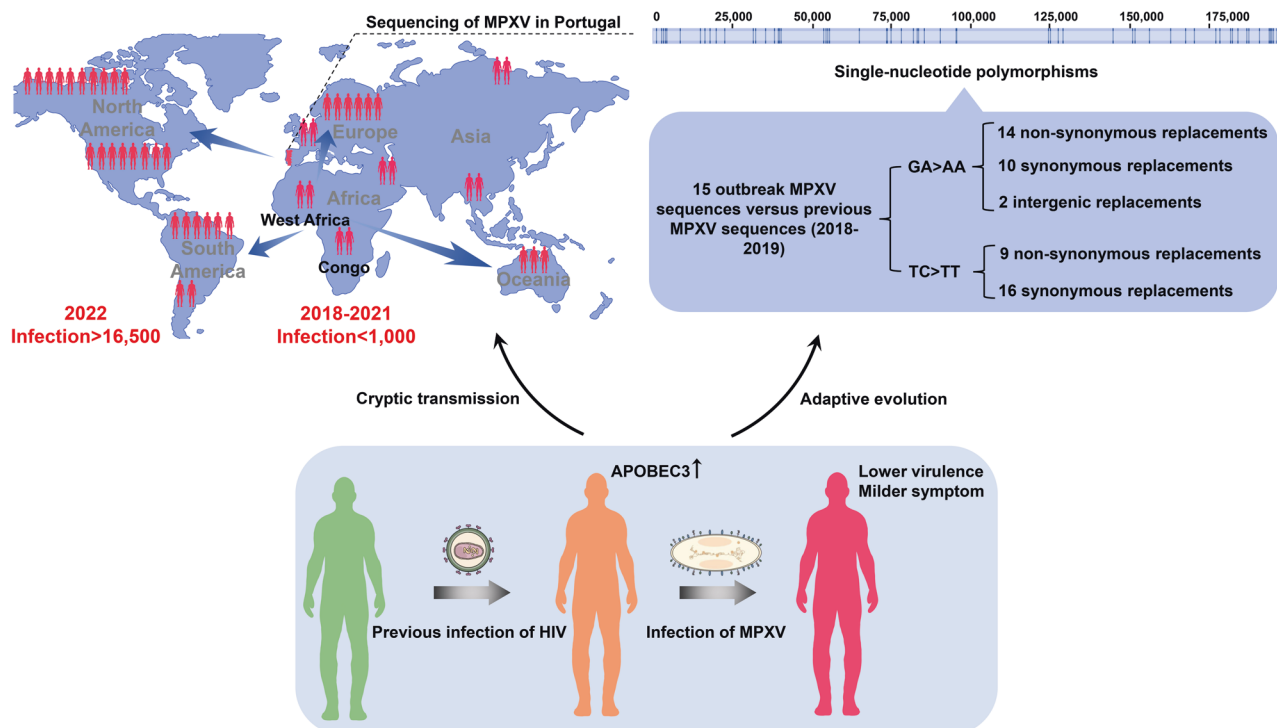 Sequencing of MPXV in Portugal
0 25,000 50,000 75,000 100,000 125,000 150,000 175,000
Single-nucleotide polymorphisms
North
America
Europe
Asia
Africa
West Africa
South
America
Congo
Oceania
2022
Infection>16,500
2018-2021
Infection<1,000
15 outbreak MPXV
sequences versus previous
MPXV sequences (2018-
2019)
GA>AA
14 non-synonymous replacements
10 synonymous replacements
2 intergenic replacements
TC>TT
9 non-synonymous replacements
16 synonymous replacements
Cryptic transmission
Adaptive evolution
APOBEC3↑
Lower virulence
Milder symptom
Previous infection of HIV
Infection of MPXV